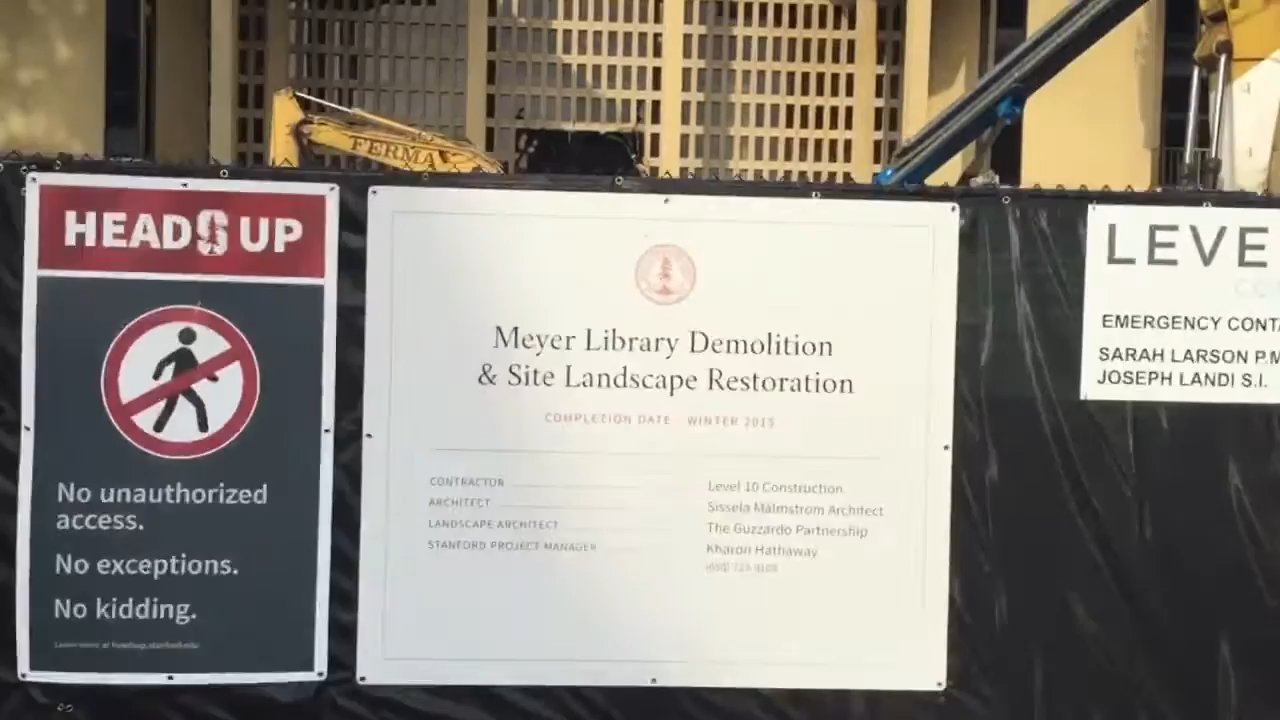 FERMA
HEADS UP
No unauthorized
access.
No exceptions.
No kidding.
Meyer Library Demolition
& Site Landscape Restoration
COMPLETION DATE WINTER 2015
CONTRACTOR Level 10 Construction
ARCHITECT Sissela Malmstrom Architect
LANDSCAPE ARCHITECT The Guzzardo Partnership
STANFORD PROJECT MANAGER Kharon Hathaway
LEVE
EMERGENCY CONTA
SARAH LARSON P.M
JOSEPH LANDI S.I.